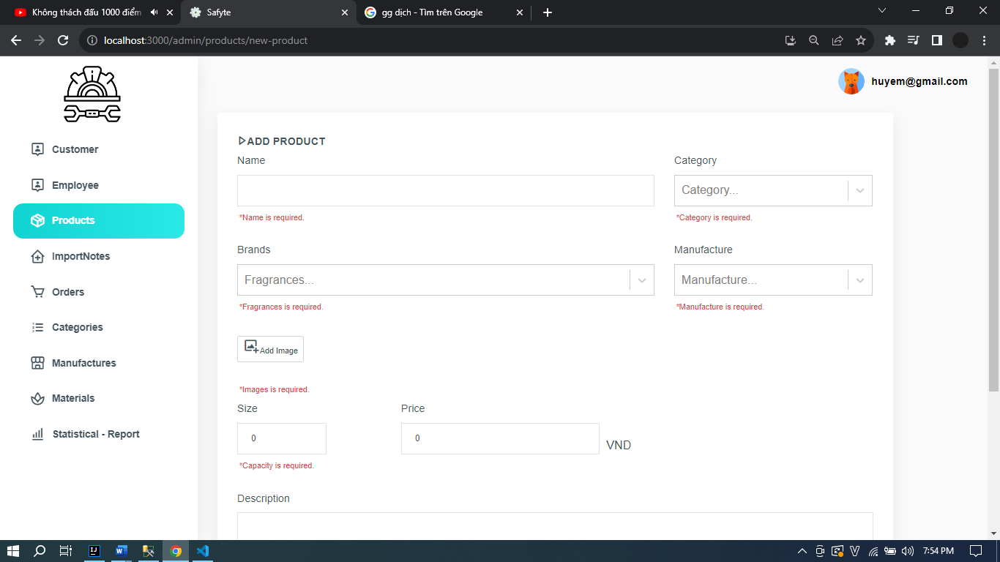 Không thách đấu 1000 điểm
Safyte
gg dịch - Tìm trên Google
localhost:3000/admin/products/new-product
huyem@gmail.com
Customer
Employee
Products
ImportNotes
Orders
Categories
Manufactures
Materials
Statistical - Report
ADD PRODUCT
Name
Category
Category...
*Name is required.
*Category is required.
Brands
Manufacture
Fragrances...
Manufacture...
*Fragrances is required.
*Manufacture is required.
Add Image
*Images is required.
Size
Price
0
0
VND
*Capacity is required.
Description
7:54 PM